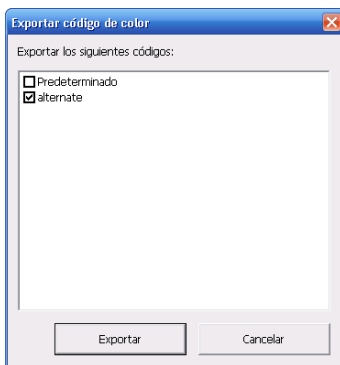 Exportar código de color
Exportar los siguientes códigos:
Predeterminado
alternate
Exportar
Cancelar